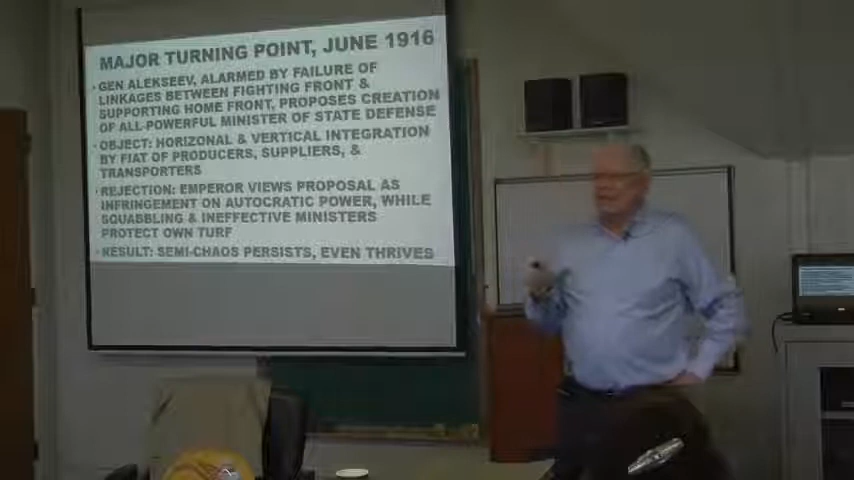 MAJOR TURNING POINT, JUNE 1916
• GEN ALEKSEEV, ALARMED BY FAILURE OF
LINKAGES BETWEEN FIGHTING FRONT &
SUPPORTING HOME FRONT, PROPOSES CREATION
OF ALL-POWERFUL MINISTER OF STATE DEFENSE
• OBJECT: HORIZONAL & VERTICAL INTEGRATION
BY FIAT OF PRODUCERS, SUPPLIERS, &
TRANSPORTERS
• REJECTION: EMPEROR VIEWS PROPOSAL AS
INFRINGEMENT ON AUTOCRATIC POWER, WHILE
SQUABBLING & INEFFECTIVE MINISTERS
PROTECT OWN TURF
• RESULT: SEMI-CHAOS PERSISTS, EVEN THRIVES